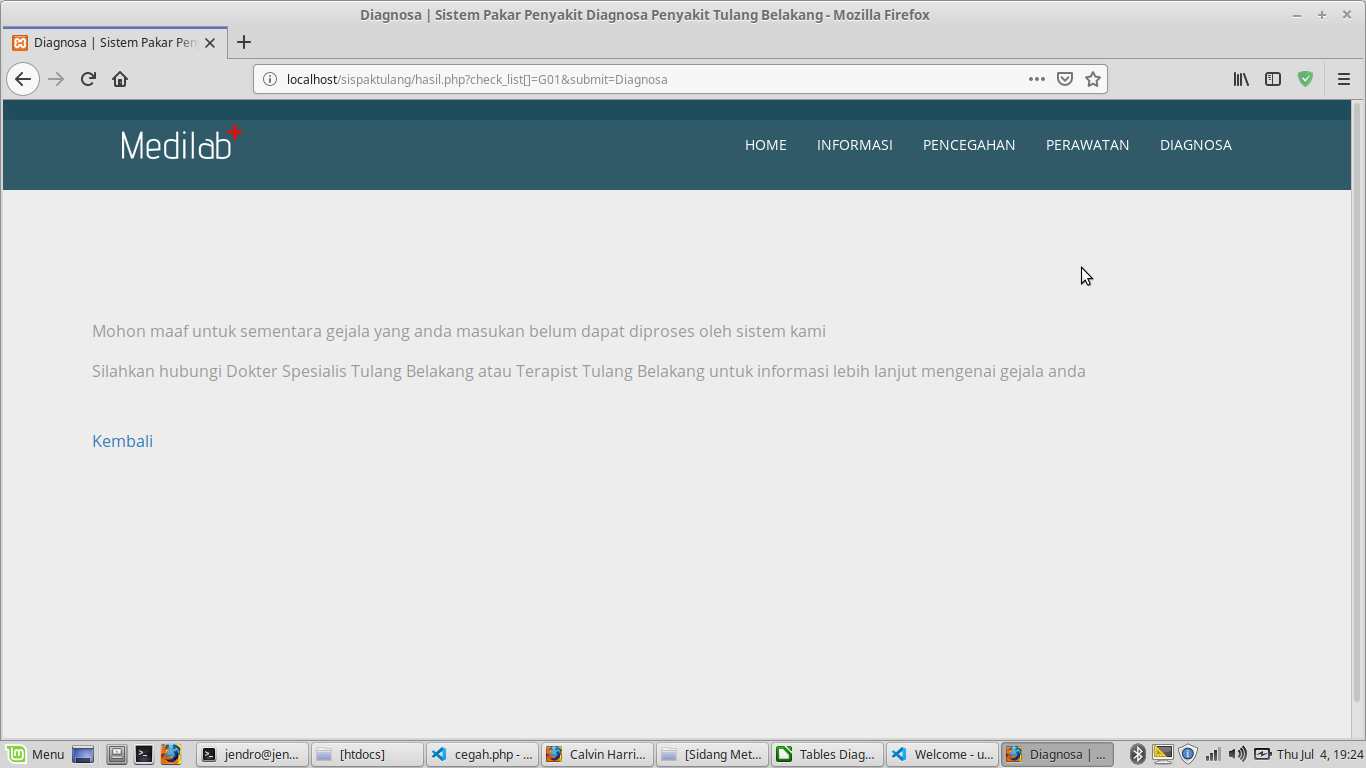 Diagnosa | Sistem Pakar Penyakit Diagnosa Penyakit Tulang Belakang - Mozilla Firefox
Diagnosa | Sistem Pakar Pen
localhost/sispaktulang/hasil.php?check_list[]=G01&submit=Diagnosa
Medilab+
HOME INFORMASI PENCEGAHAN PERAWATAN DIAGNOSA
Mohon maaf untuk sementara gejala yang anda masukan belum dapat diproses oleh sistem kami
Silahkan hubungi Dokter Spesialis Tulang Belakang atau Terapist Tulang Belakang untuk informasi lebih lanjut mengenai gejala anda
Kembali
Menu jendro@jen... [htdocs] cegah.php - ... Calvin Harri... [Sidang Met... Tables Diag... Welcome - u... Diagnosa | ... Thu Jul 4, 19:24